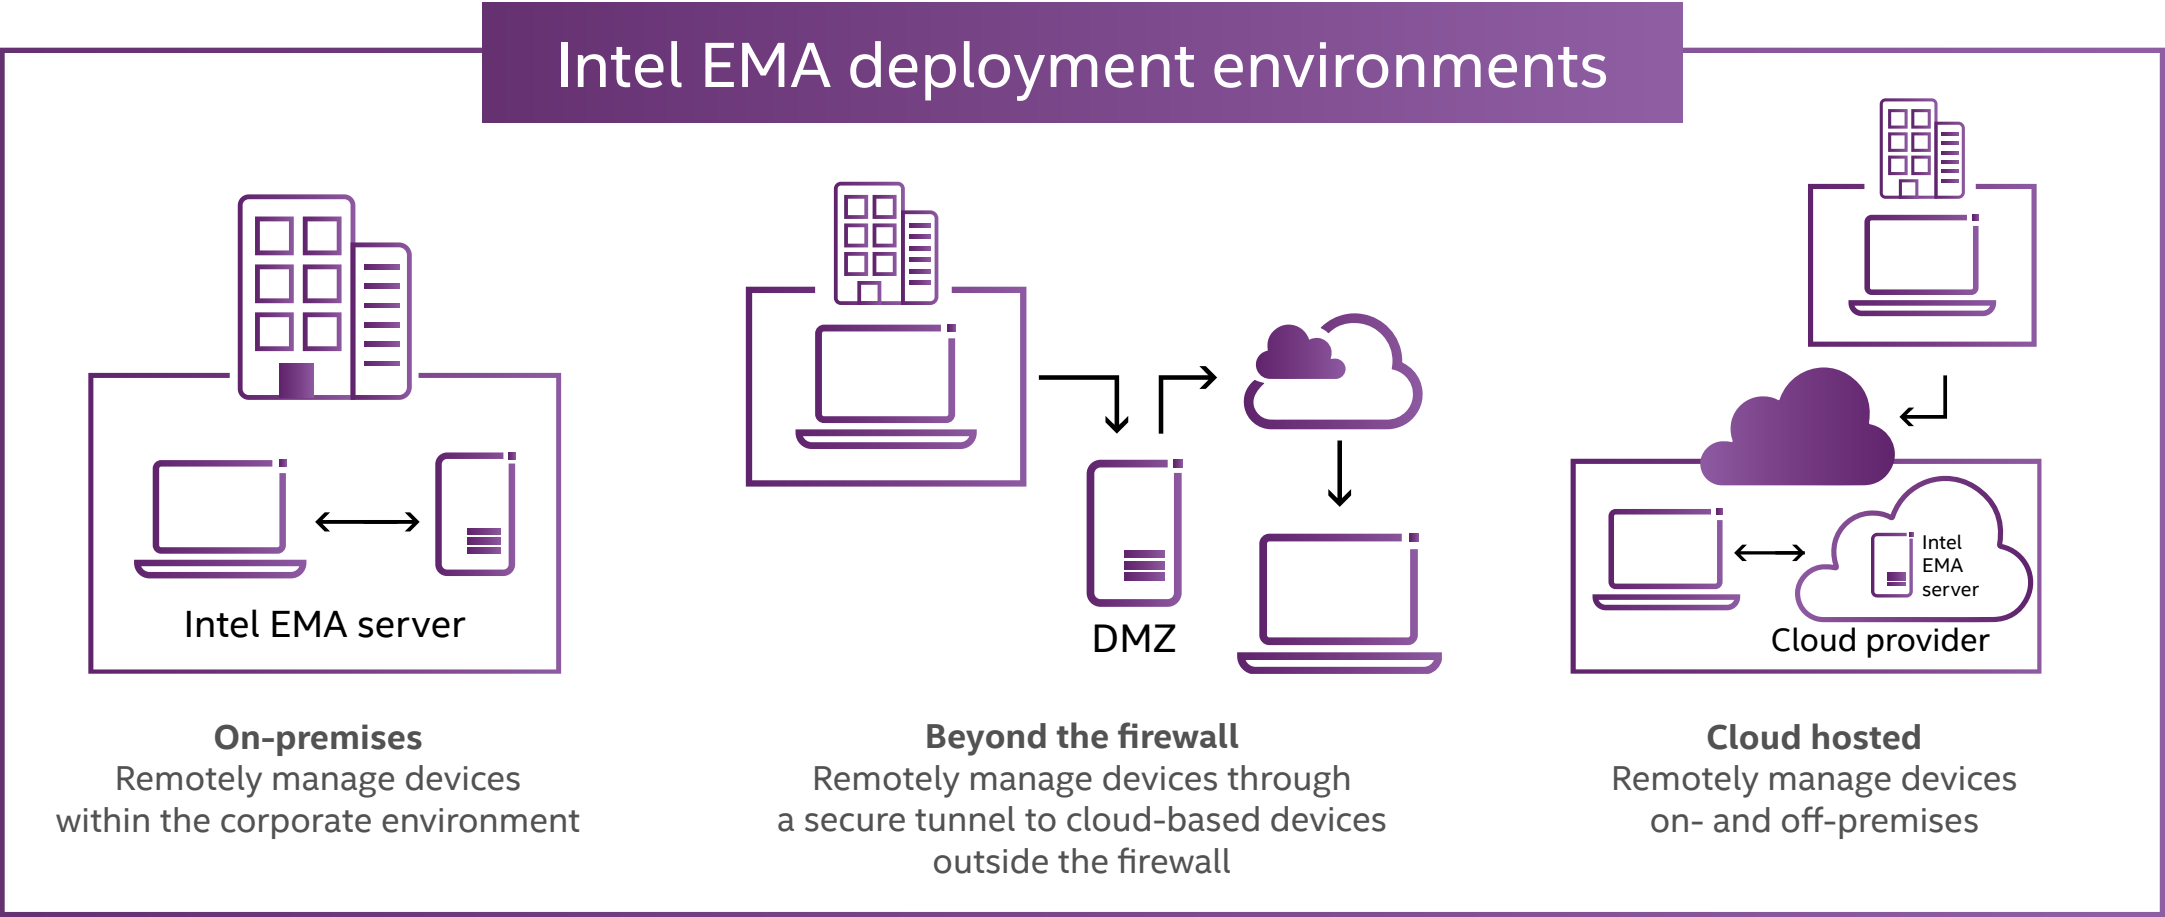 Intel EMA deployment environments
Intel EMA server
DMZ
Intel
EMA
server
Cloud provider
On-premises
Remotely manage devices
within the corporate environment
Beyond the firewall
Remotely manage devices through
a secure tunnel to cloud-based devices
outside the firewall
Cloud hosted
Remotely manage devices
on- and off-premises